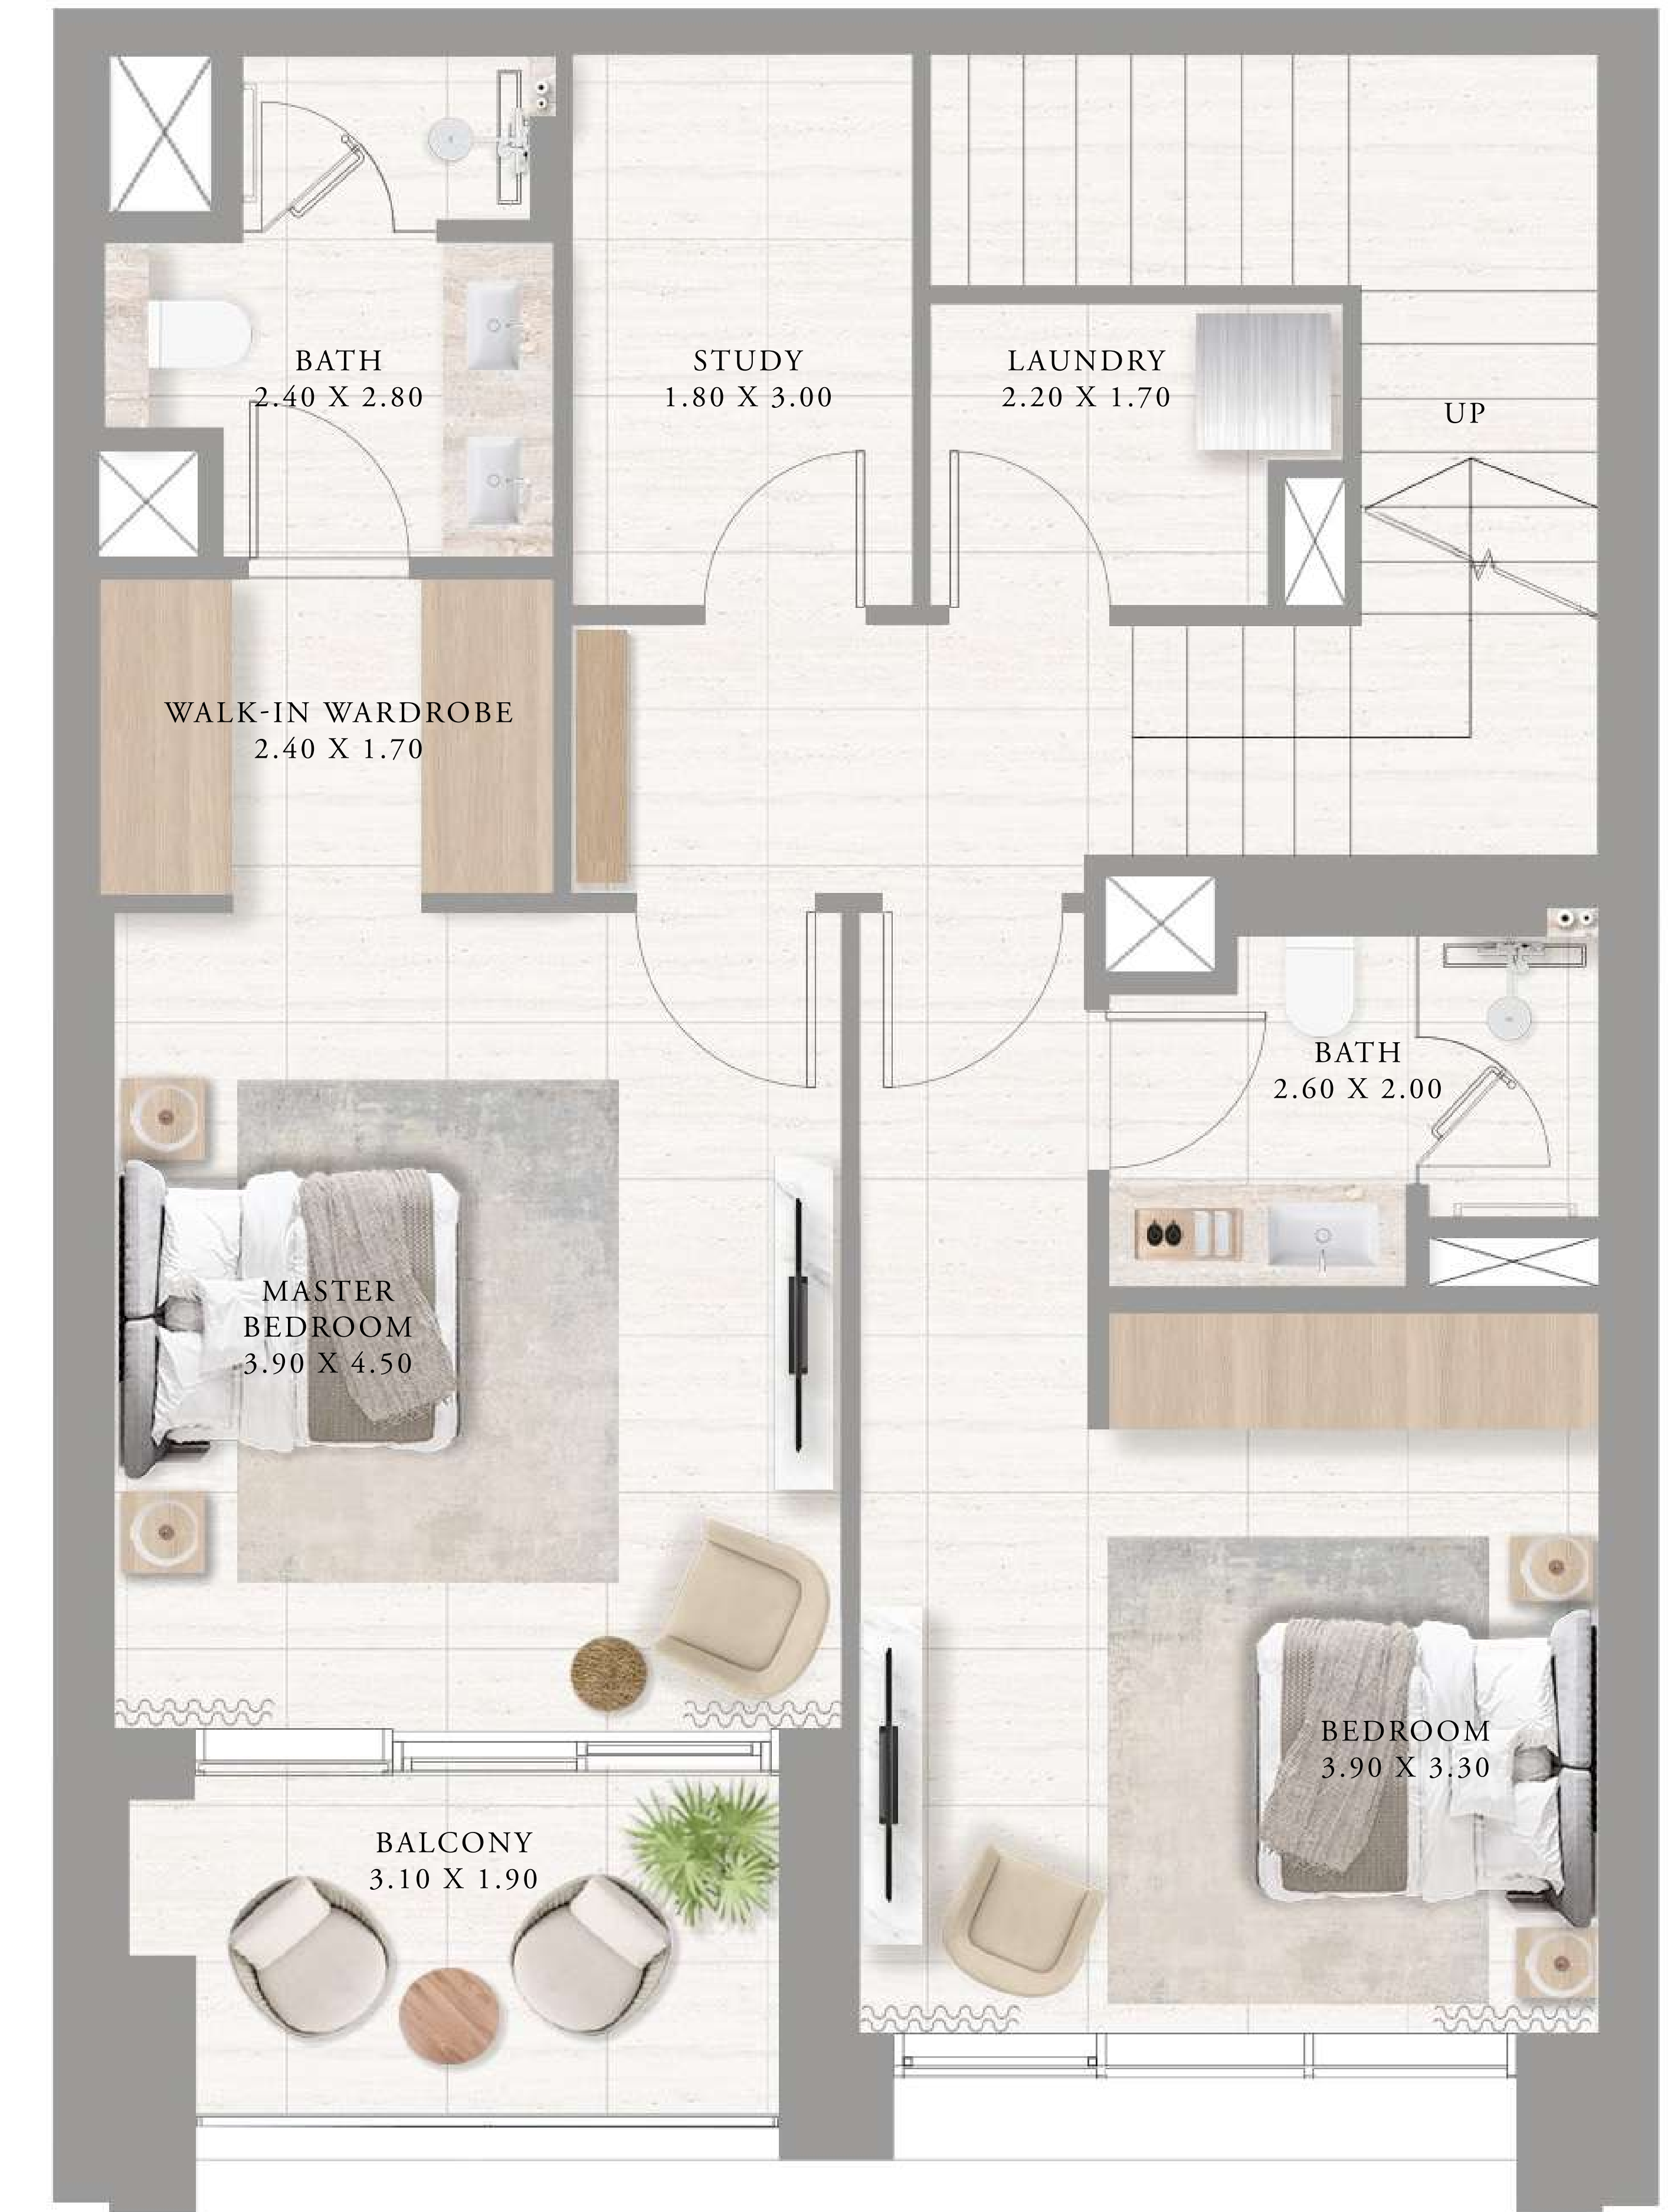 BATH
2.40 X 2.80
STUDY
1.80 X 3.00
LAUNDRY
2.20 X 1.70
UP
WALK-IN WARDROBE
2.40 X 1.70
BATH
2.60 X 2.00
MASTER
BEDROOM
3.90 X 4.50
BEDROOM
3.90 X 3.30
BALCONY
3.10 X 1.90